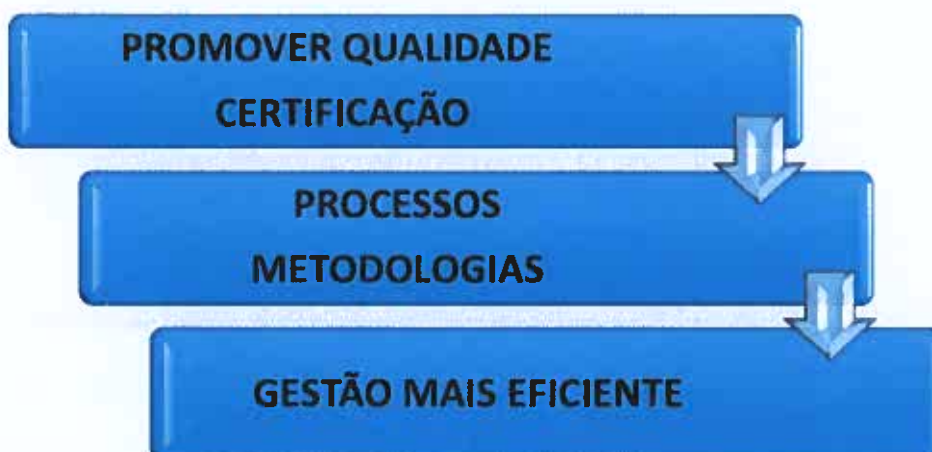 PROMOVER QUALIDADE
CERTIFICAÇÃO
PROCESSOS
METODOLOGIAS
GESTÃO MAIS EFICIENTE